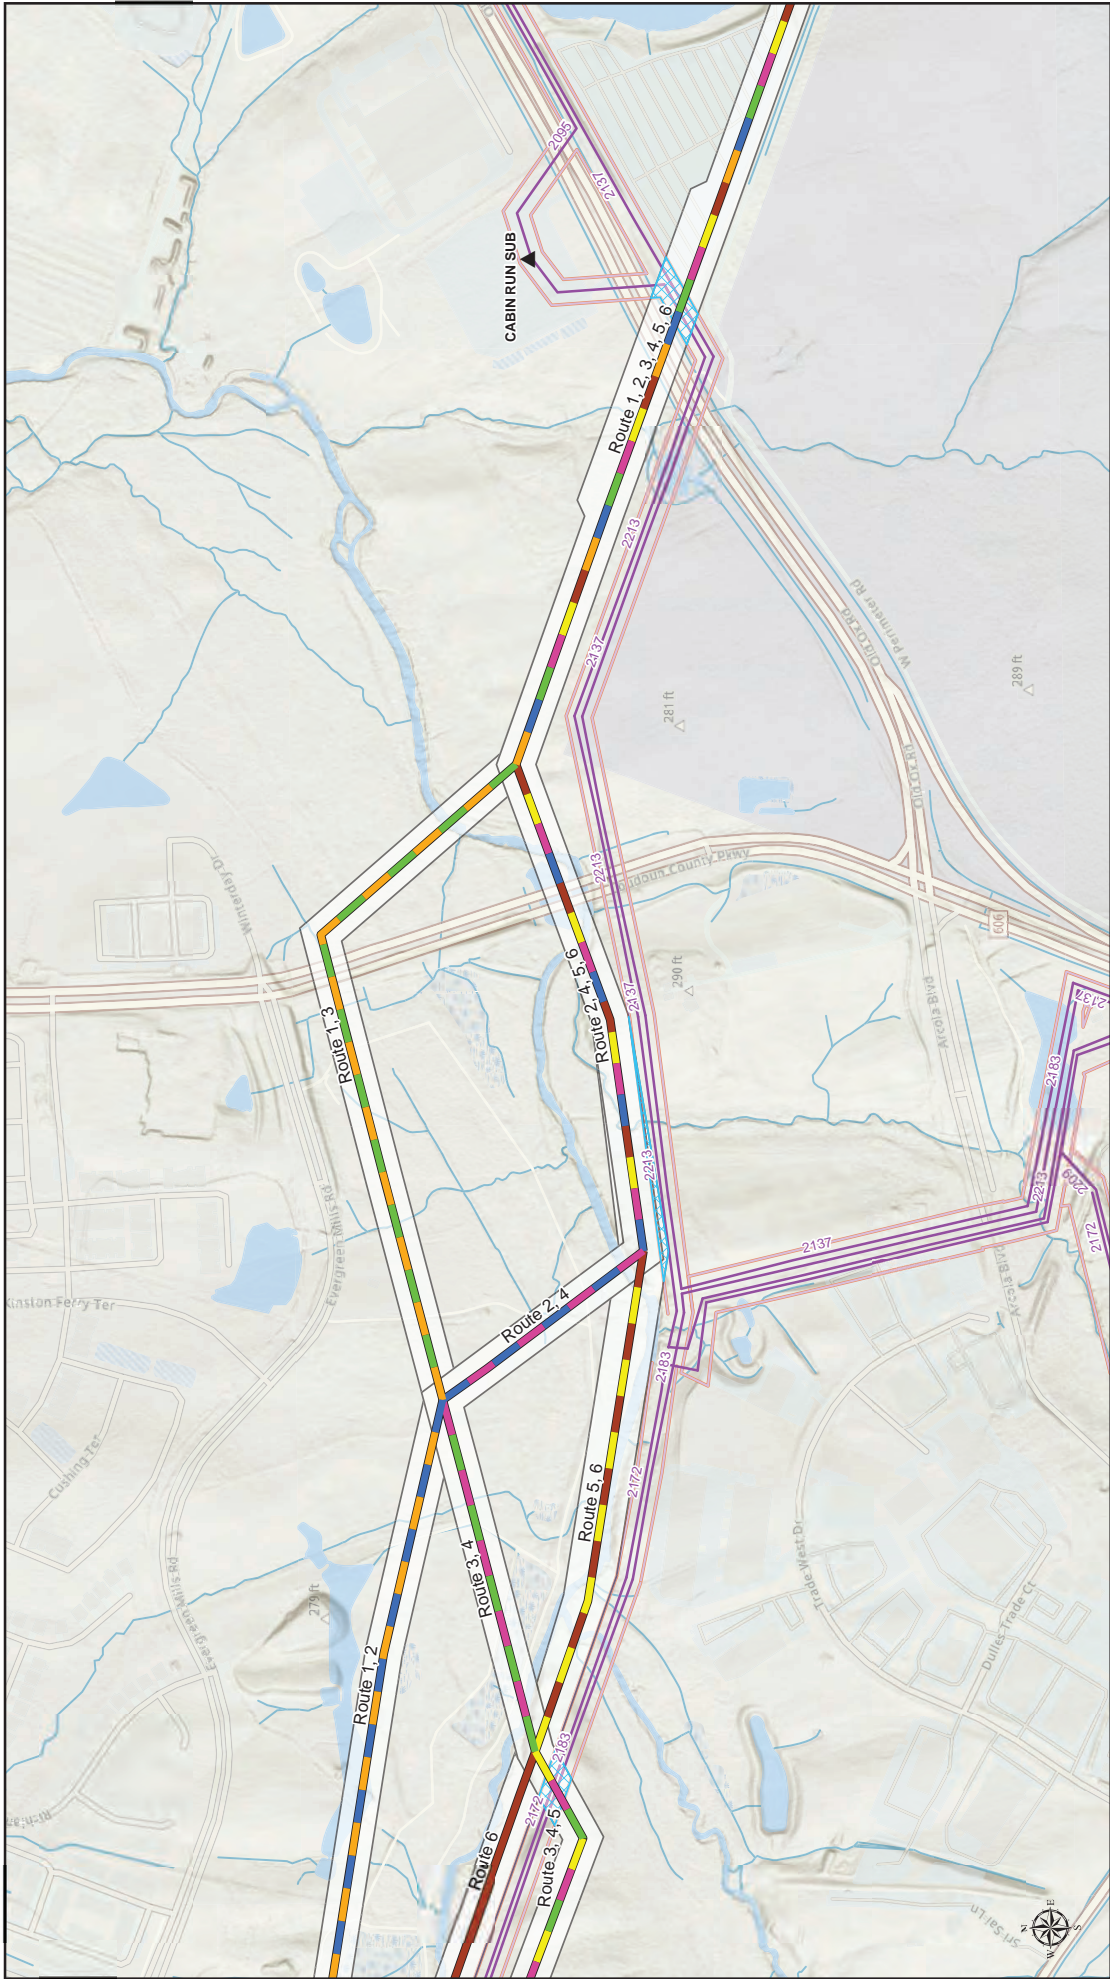 2095
2137
CABIN RUN SUB
Route 1, 2, 3, 4, 5, 6
2213
2137
W Perimeter Rd
Old Ox Rd
289 ft
281 ft
Old Ox Rd
Winterday Dr
2213
Loudoun County Pkwy
606
Route 1, 3
Route 2, 4, 5, 6
2137
290 ft
Arcola Blvd
2137
2183
Evergreen Mills Rd
2213
2213
2209
2172
Kinston Ferry Ter
Route 2, 4
2137
Arcola Blvd
2183
Cushing Ter
Route 5, 6
2172
Trade West Dr
Evergreen Mills Rd
279 ft
Route 3, 4
Dulles Trade Ct
Route 1, 2
2183
2172
Route 6
Route 3, 4, 5
Sri Sai Ln
N
E
S
W